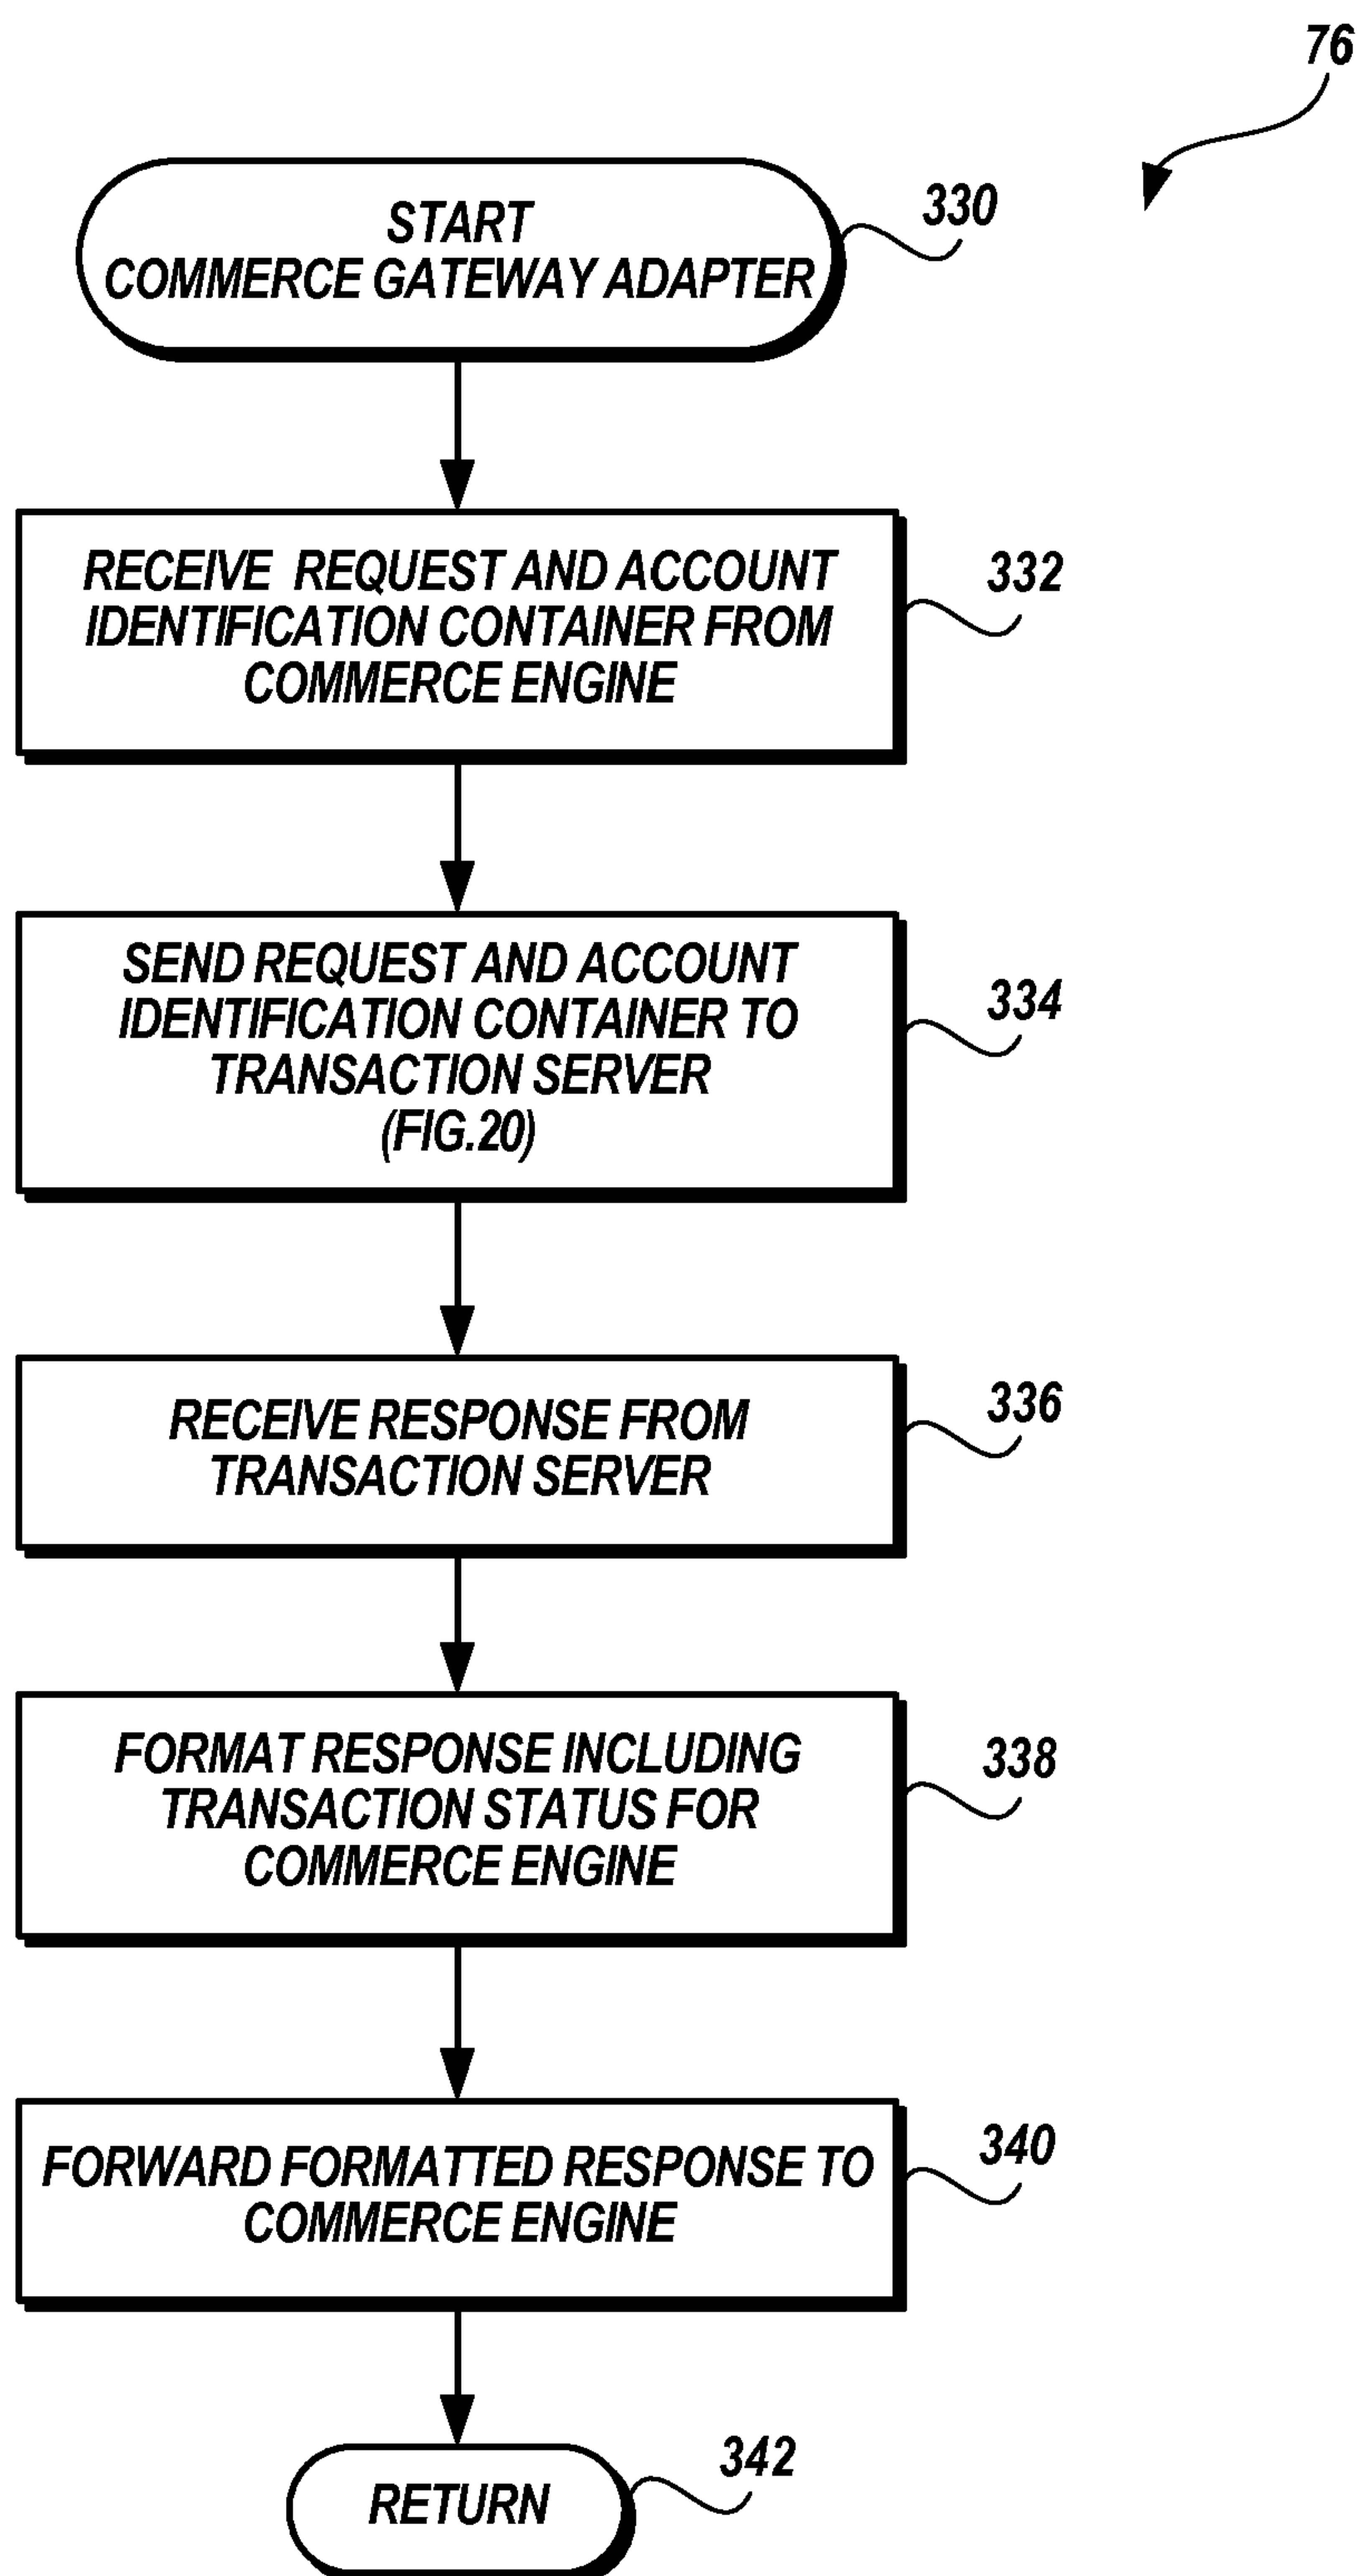 76
START
COMMERCE GATEWAY ADAPTER
330
RECEIVE REQUEST AND ACCOUNT
IDENTIFICATION CONTAINER FROM
COMMERCE ENGINE
332
SEND REQUEST AND ACCOUNT
IDENTIFICATION CONTAINER TO
TRANSACTION SERVER
(FIG.20)
334
RECEIVE RESPONSE FROM
TRANSACTION SERVER
336
FORMAT RESPONSE INCLUDING
TRANSACTION STATUS FOR
COMMERCE ENGINE
338
FORWARD FORMATTED RESPONSE TO
COMMERCE ENGINE
340
RETURN
342